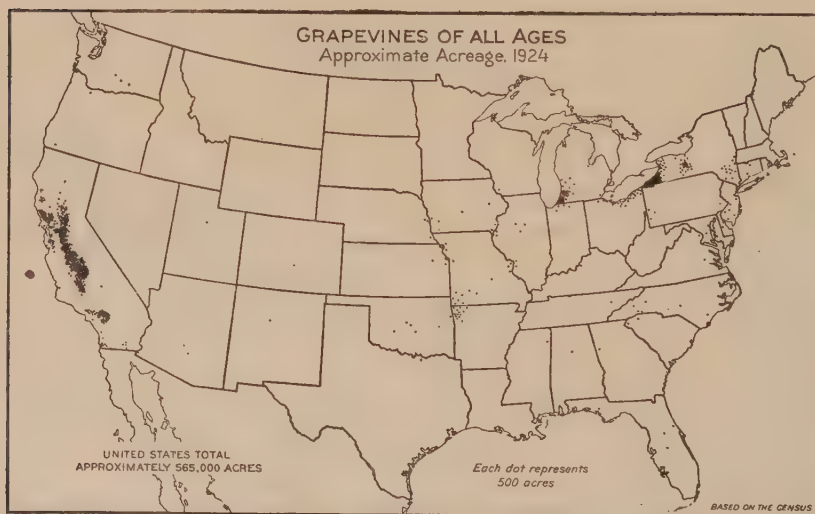 GRAPEVINES OF ALL AGES
Approximate Acreage, 1924
UNITED STATES TOTAL
APPROXIMATELY 565,000 ACRES
Each dot represents
500 acres
BASED ON THE CENSUS